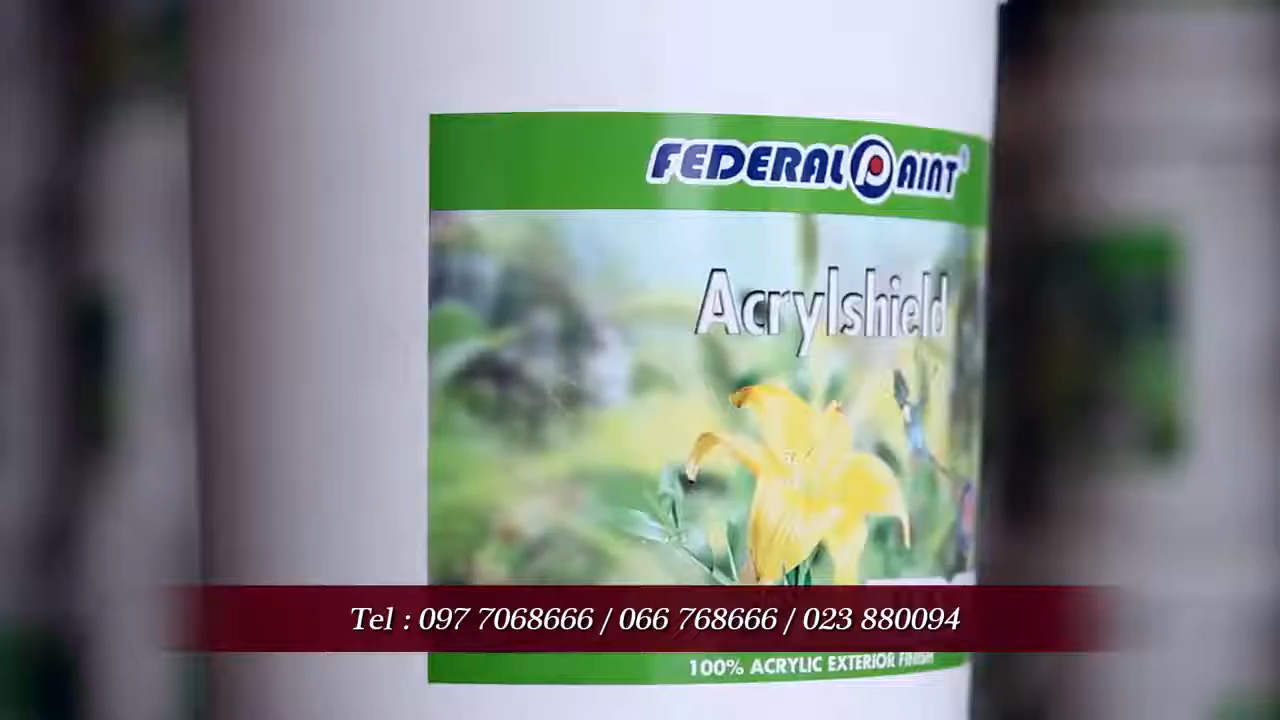 FEDERAL PAINT®
Acrylshield
Tel : 097 7068666 / 066 768666 / 023 880094
100% ACRYLIC EXTERIOR FINISH